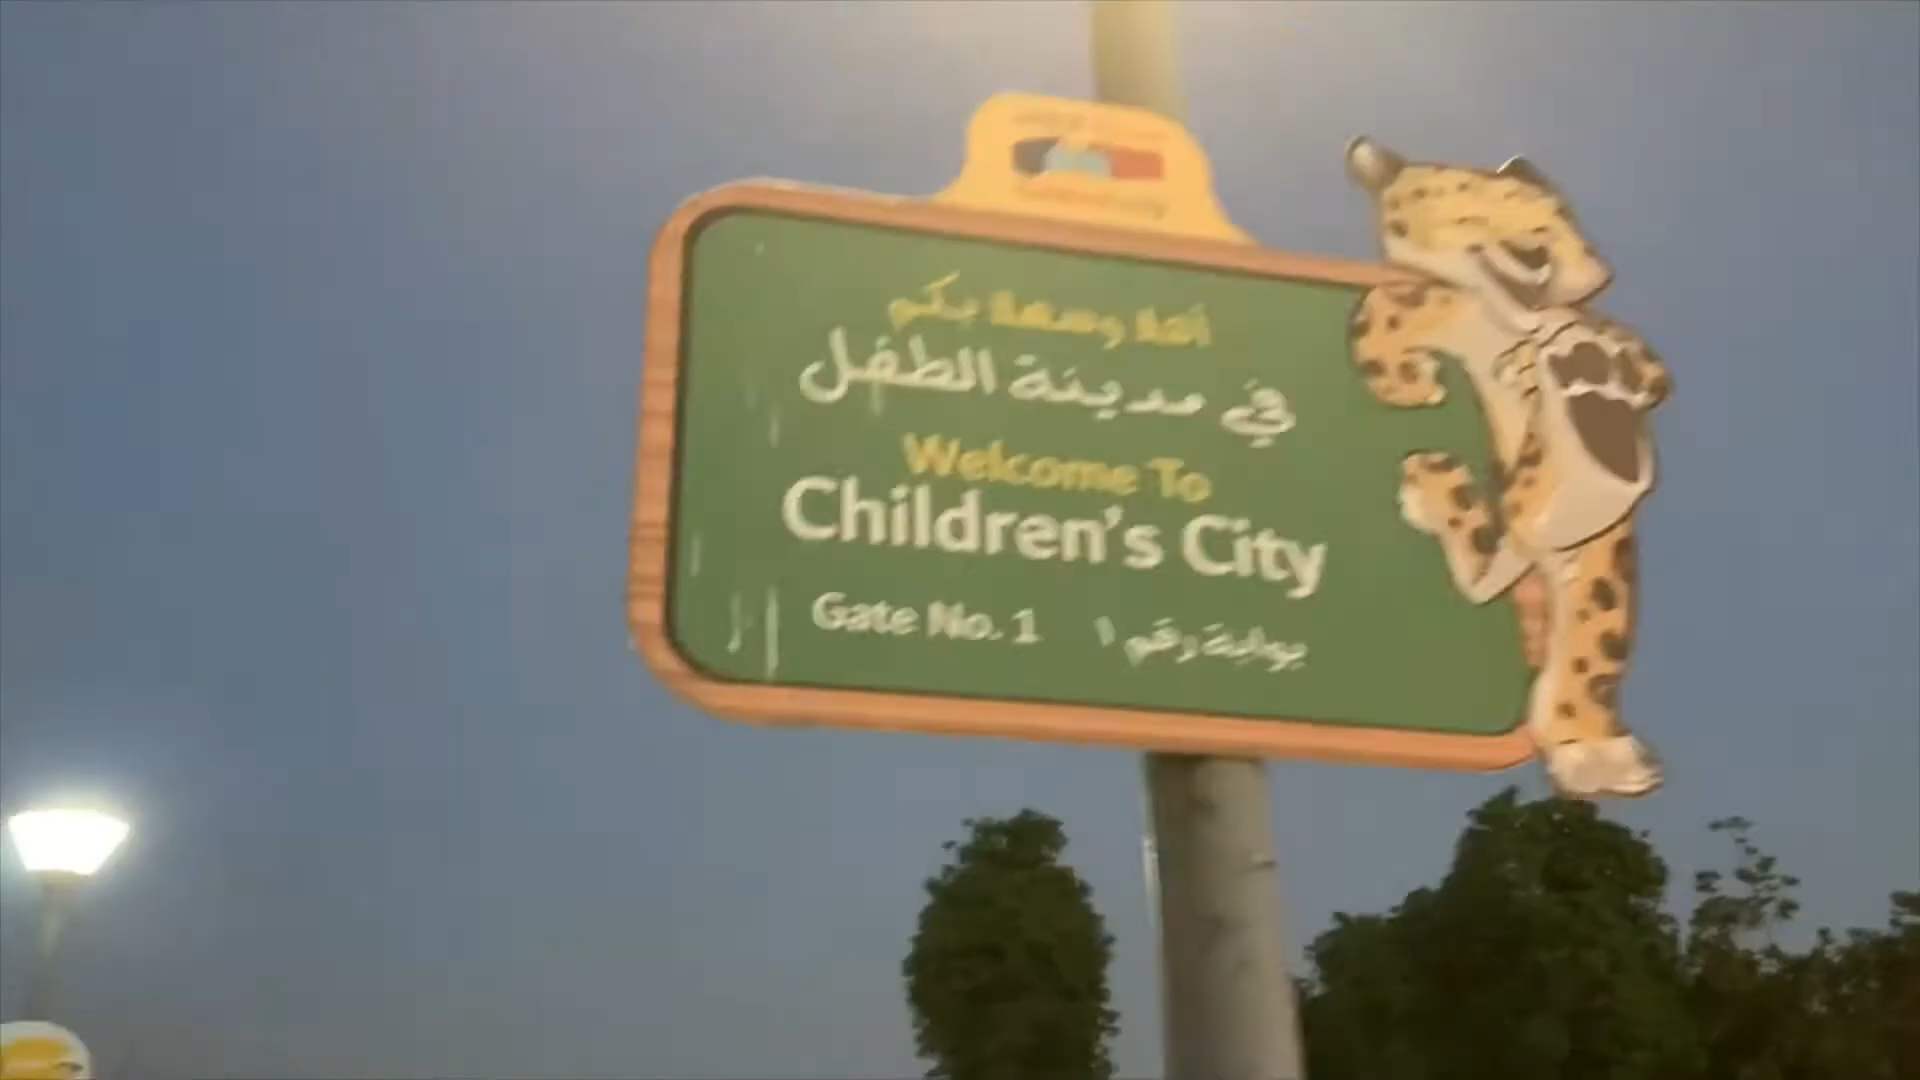 أهلا وسهلا بكم
في مدينة الطفل
Welcome To
Children's City
Gate No. 1
بوابة رقم ١